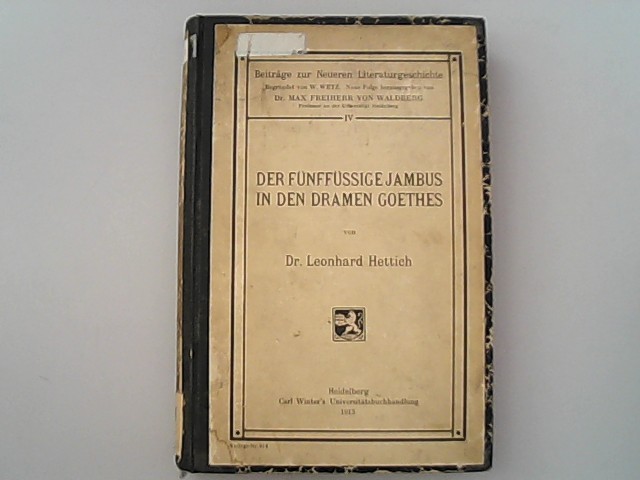 Beiträge zur Neueren Literaturgeschichte
Begründet von W. WETZ. Neue Folge herausgegeben von
Dr. MAX FREIHERR VON WALDBERG
Professor an der Universität Heidelberg
IV
DER FÜNFFÜSSIGE JAMBUS
IN DEN DRAMEN GOETHES
von
Dr. Leonhard Hettich
Heidelberg
Carl Winter's Universitätsbuchhandlung
1913